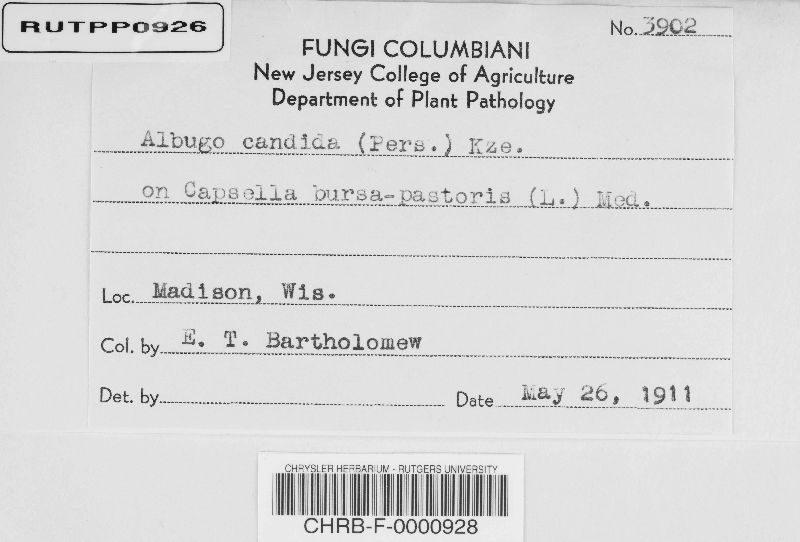 RUTPP0926
No. 3902
FUNGI COLUMBIANI
New Jersey College of Agriculture
Department of Plant Pathology
Albugo candida (Pers.) Kze.
on Capsella bursa-pastoris (L.) Med.
Loc. Madison, Wis.
Col. by E. T. Bartholomew
Det. by
Date May 26, 1911
CHRYSLER HERBARIUM - RUTGERS UNIVERSITY
CHRB-F-0000928